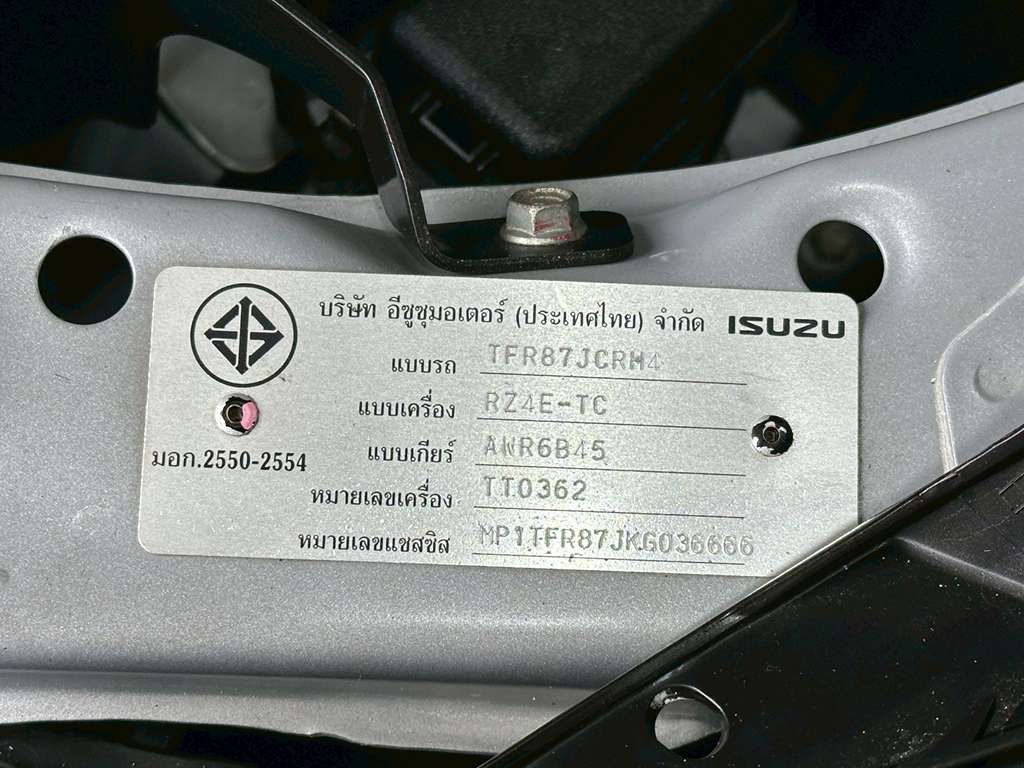 บริษัท อีซูซุมอเตอร์ (ประเทศไทย) จำกัด ISUZU
แบบรถ TFR87JCRH4
แบบเครื่อง RZ4E-TC
แบบเกียร์ AWR6B45
มอก.2550-2554
หมายเลขเครื่อง TT0362
หมายเลขแชสซิส MP1TFR87JKG036666